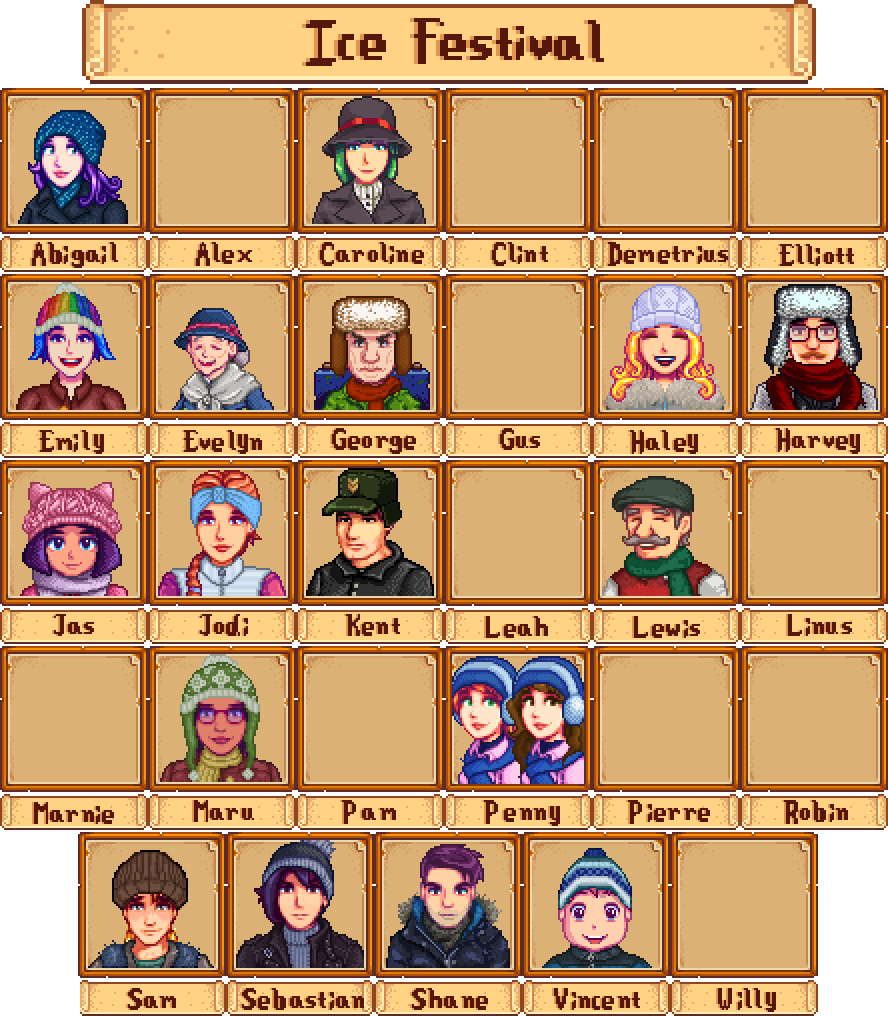 Ice Festival
Abigail Alex Caroline Clint Demetrius Elliott
Emily Evelyn George Gus Haley Harvey
Jas Jodi Kent Leah Lewis Linus
Marnie Maru Pam Penny Pierre Robin
Sam Sebastian Shane Vincent Willy